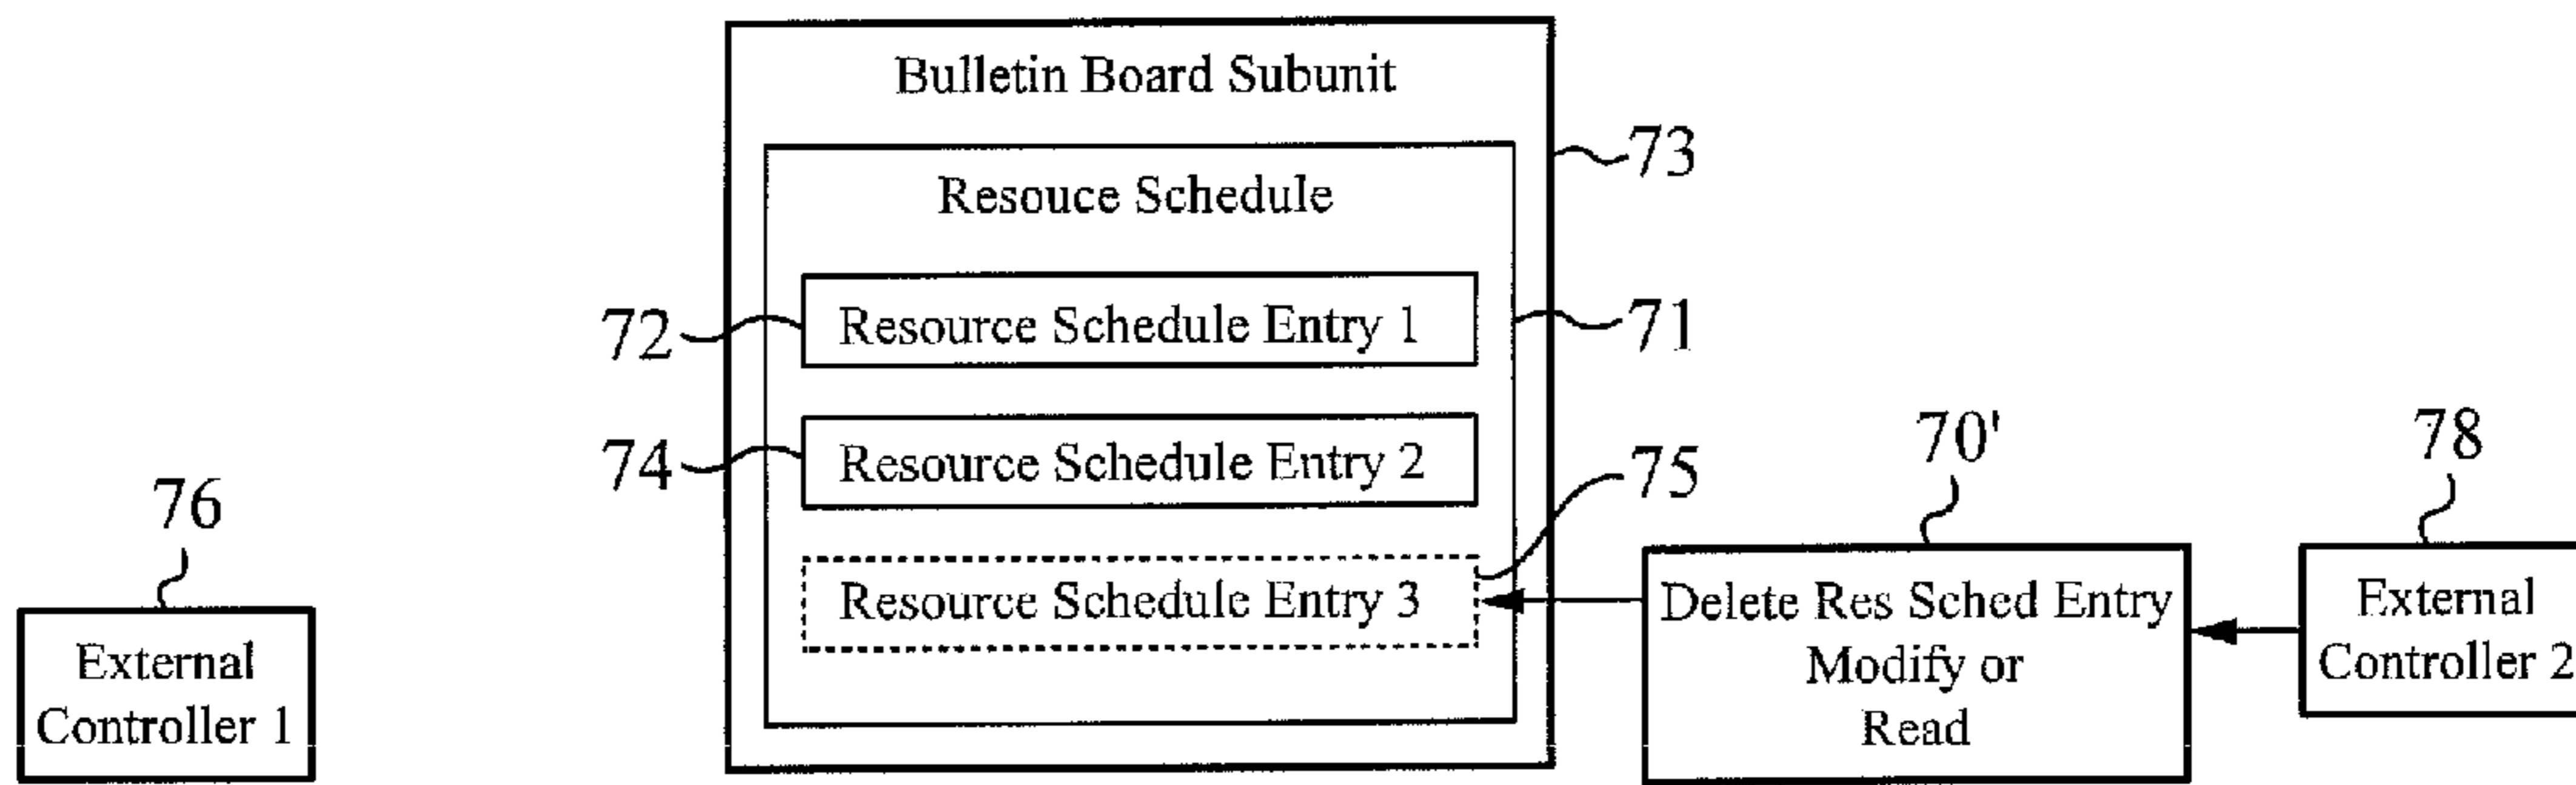 Bulletin Board Subunit
73
Resouce Schedule
72
Resource Schedule Entry 1
71
74
Resource Schedule Entry 2
75
70'
78
76
Resource Schedule Entry 3
Delete Res Sched Entry
Modify or
Read
External
Controller 2
External
Controller 1